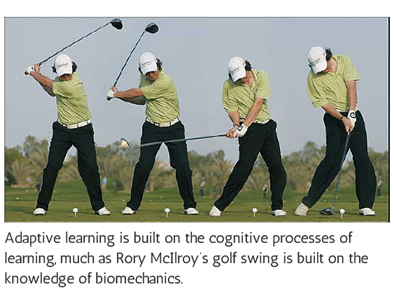 Adaptive learning is built on the cognitive processes of
learning, much as Rory McIlroy's golf swing is built on the
knowledge of biomechanics.